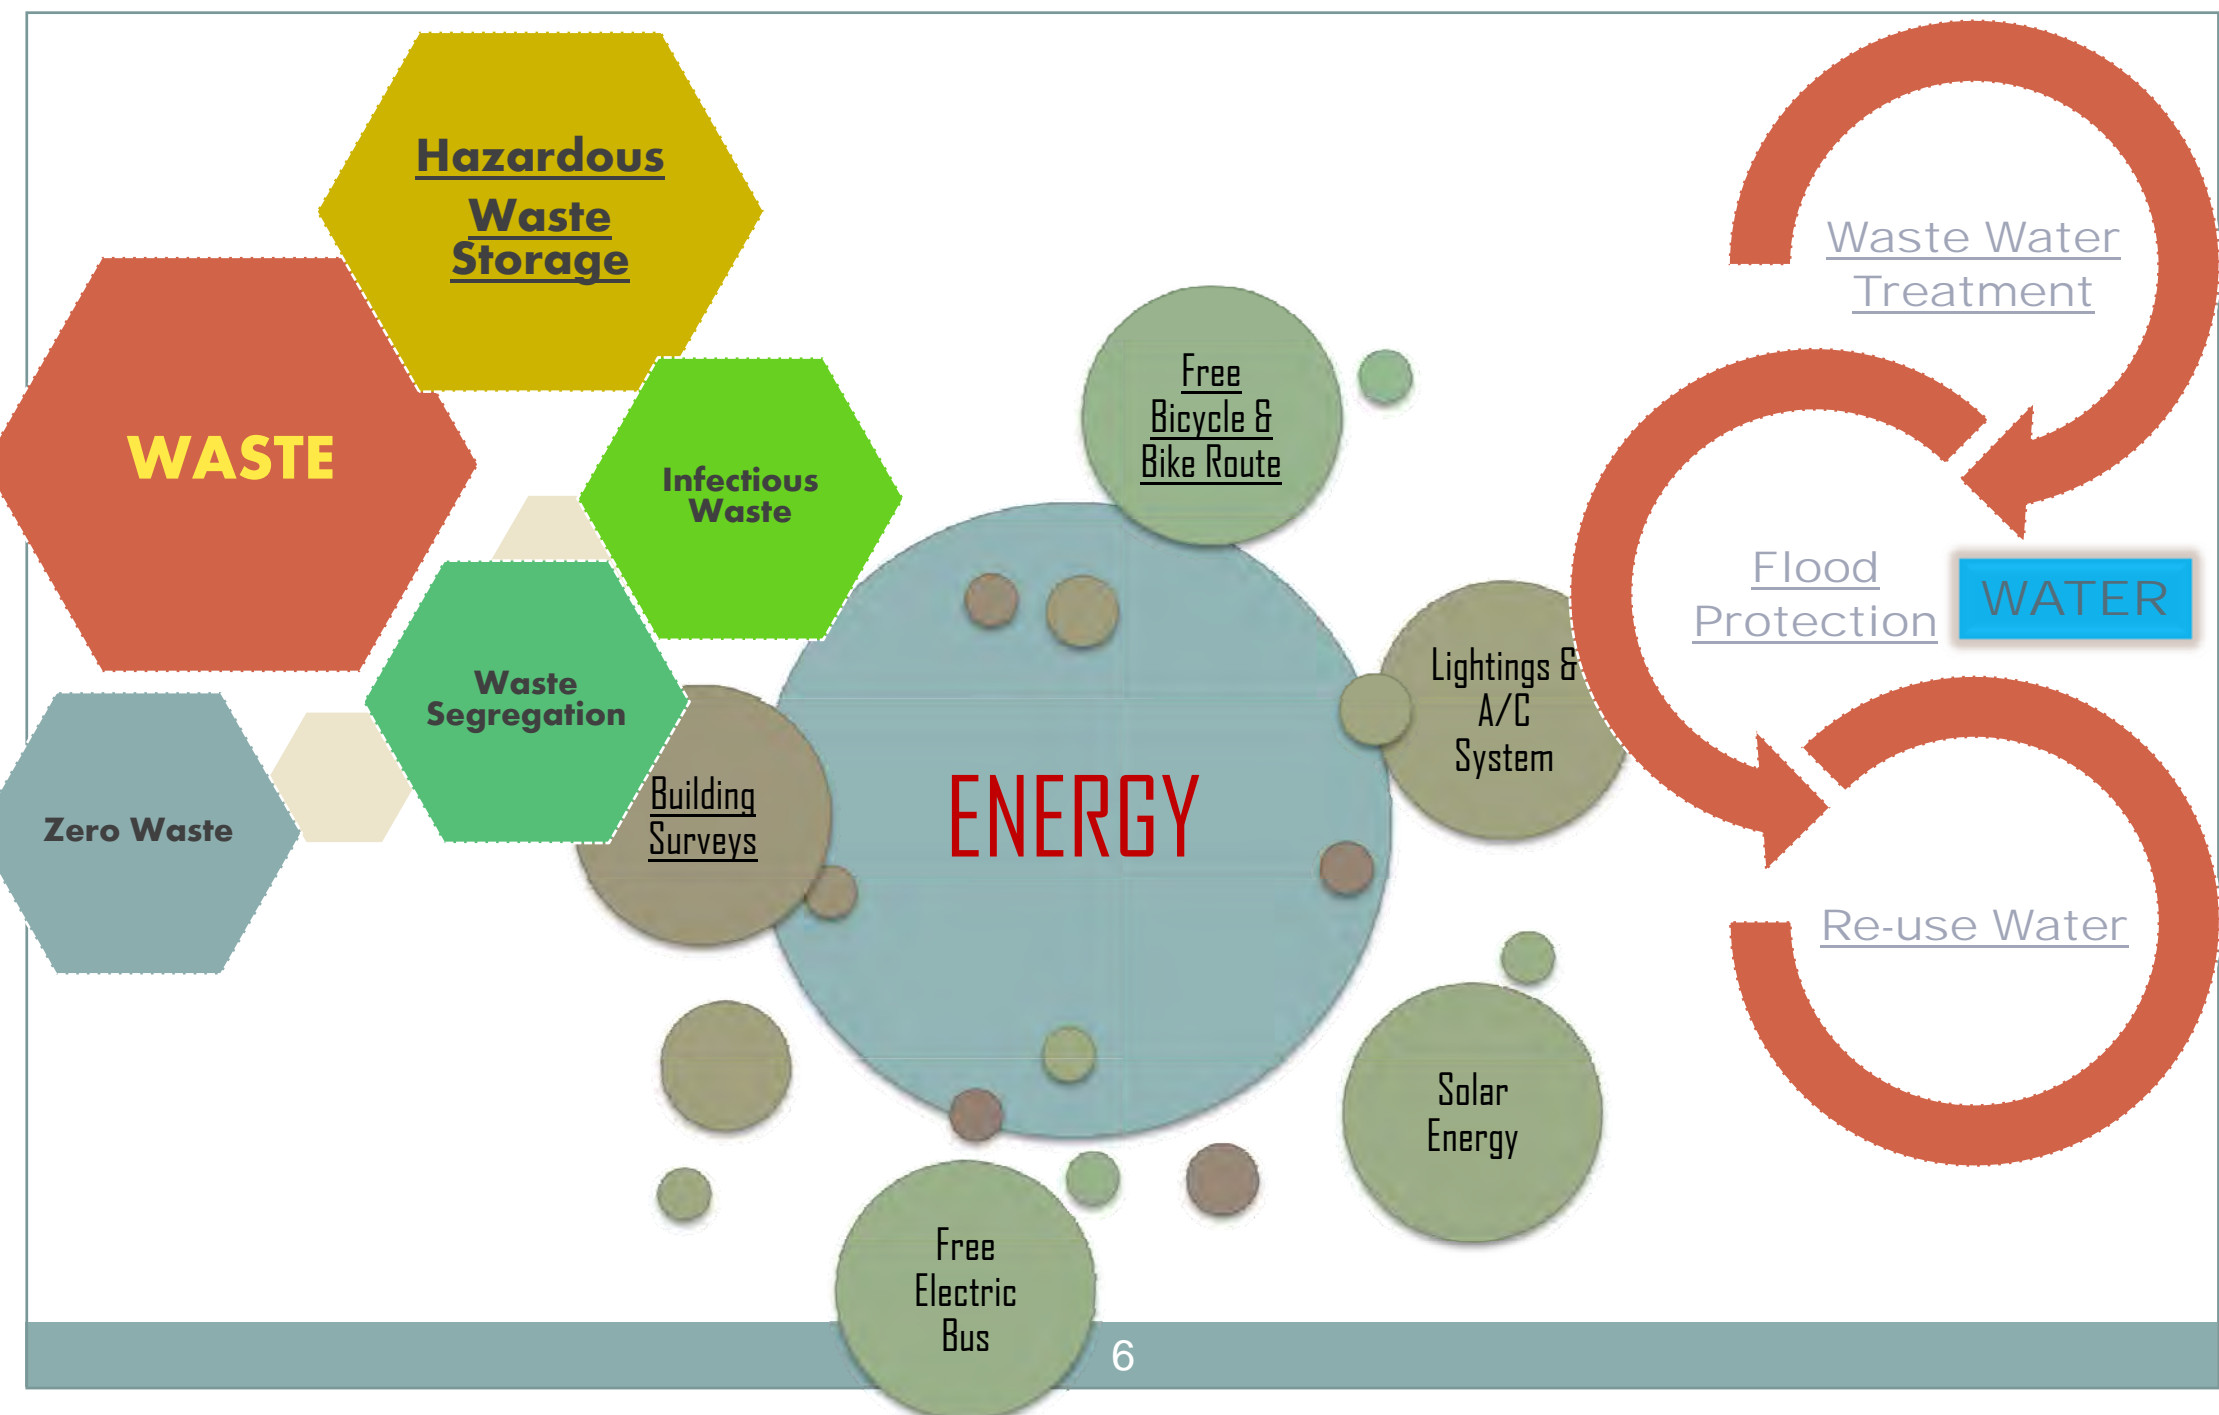 Hazardous
Waste
Storage
WASTE
Infectious
Waste
Waste
Segregation
Zero Waste
Free
Bicycle &
Bike Route
Lightings &
A/C
System
Building
Surveys
ENERGY
Solar
Energy
Free
Electric
Bus
Waste Water
Treatment
Flood
Protection
WATER
Re-use Water
6